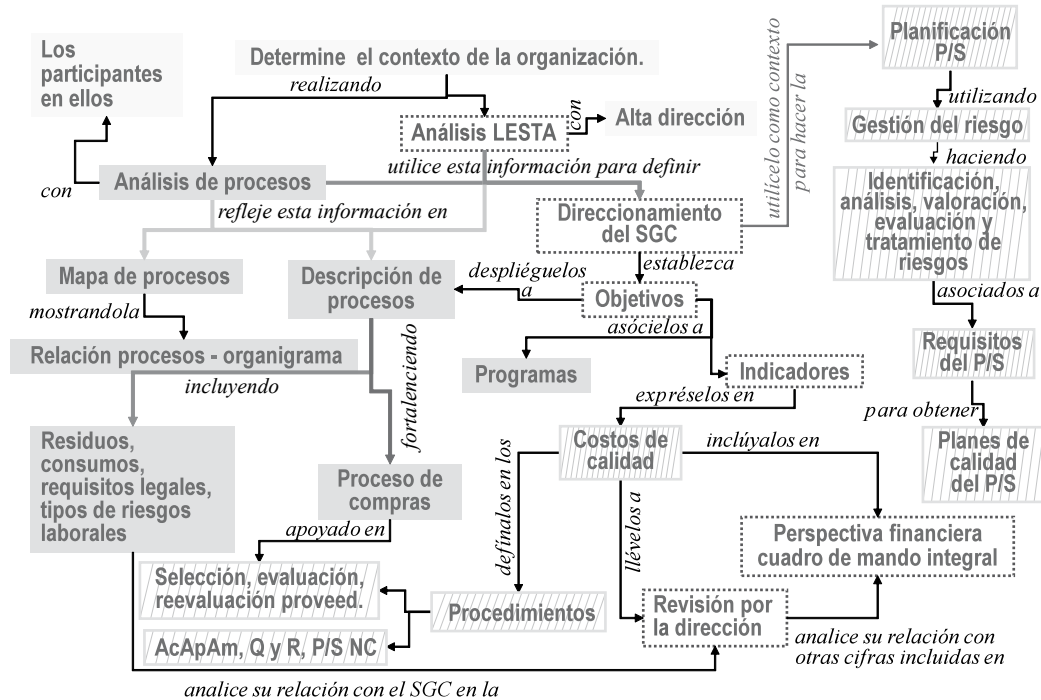 Los
participantes
en ellos
Determine el contexto de la organización.
realizando
Análisis LESTA
con
Alta dirección
utilícelo como contexto
para hacer la
Planificación
P/S
utilizando
Gestión del riesgo
haciendo
Identificación,
análisis, valoración,
evaluación y
tratamiento de
riesgos
asociados a
Requisitos
del P/S
para obtener
Planes de
calidad
del P/S
con
Análisis de procesos
utilice esta información para definir
refleje esta información en
Direccionamiento
del SGC
establezca
Mapa de procesos
Descripción de
procesos
despliéguelos
a
Objetivos
asócielos a
mostrandola
Relación procesos - organigrama
Programas
Indicadores
incluyendo
fortalenciendo
expréselos en
Residuos,
consumos,
requisitos legales,
tipos de riesgos
laborales
Proceso de
compras
apoyado en
Costos de
calidad
inclúyalos en
defínalos en los
llévelos a
Perspectiva financiera
cuadro de mando integral
Selección, evaluación,
reevaluación proveed.
Procedimientos
AcApAm, Q y R, P/S NC
Revisión por
la dirección
analice su relación con
otras cifras incluidas en
analice su relación con el SGC en la